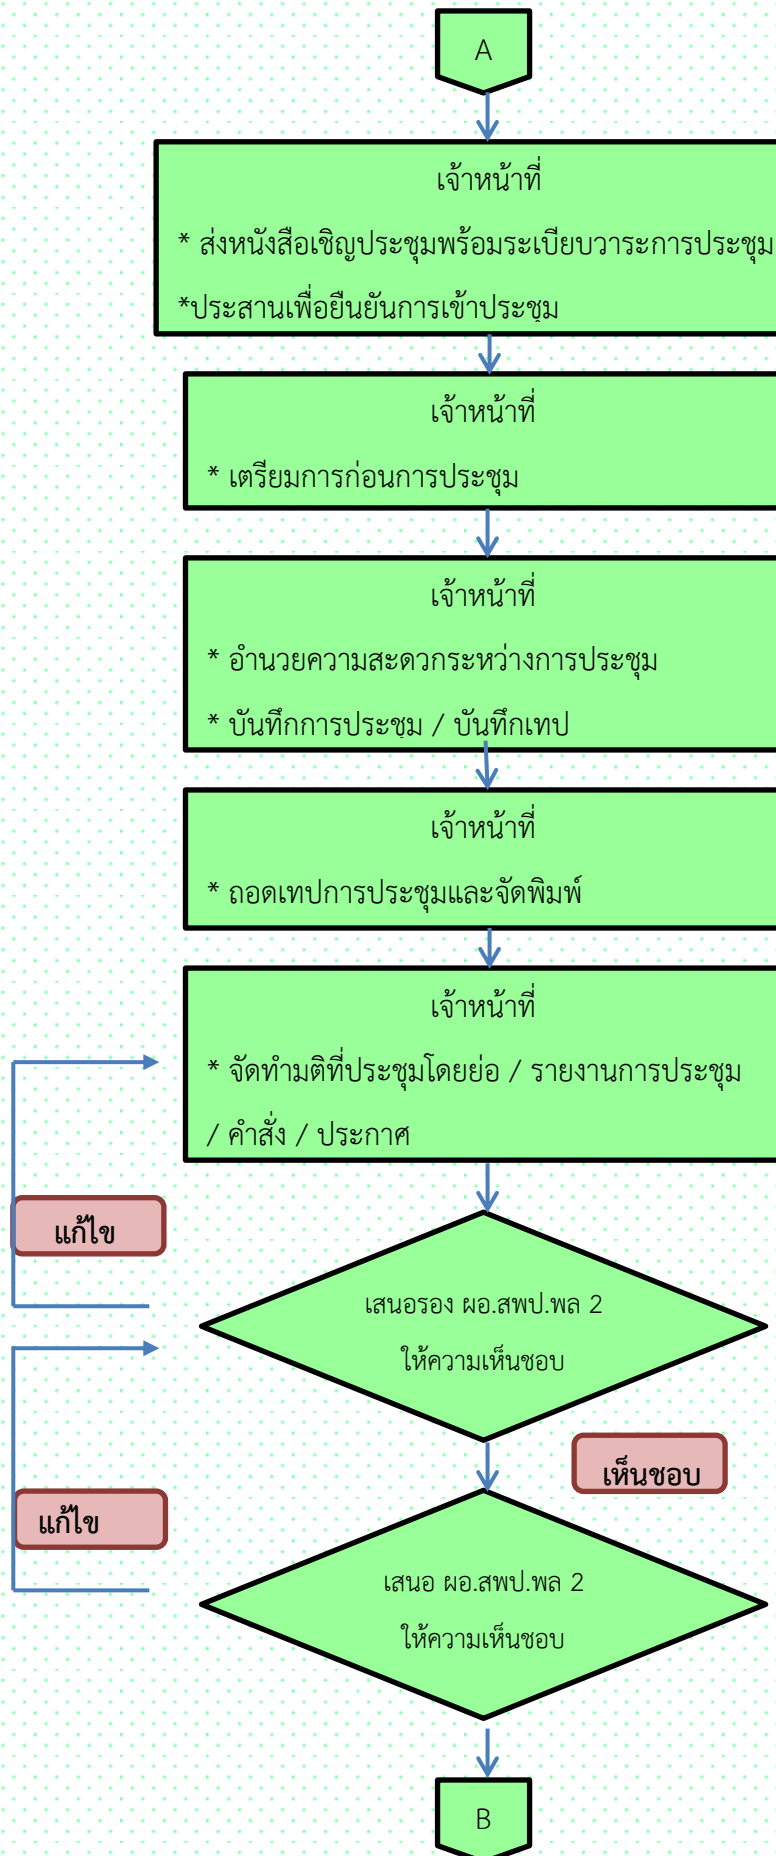 A
เจ้าหน้าที่
* ส่งหนังสือเชิญประชุมพร้อมระเบียบวาระการประชุม
*ประสานเพื่อยืนยันการเข้าประชุม
เจ้าหน้าที่
* เตรียมการก่อนการประชุม
เจ้าหน้าที่
* อำนวยความสะดวกระหว่างการประชุม
* บันทึกการประชุม / บันทึกเทป
เจ้าหน้าที่
* ถอดเทปการประชุมและจัดพิมพ์
เจ้าหน้าที่
* จัดทำมติที่ประชุมโดยย่อ / รายงานการประชุม
/ คำสั่ง / ประกาศ
แก้ไข
เสนอรอง ผอ.สพป.พล 2
ให้ความเห็นชอบ
เห็นชอบ
แก้ไข
เสนอ ผอ.สพป.พล 2
ให้ความเห็นชอบ
B